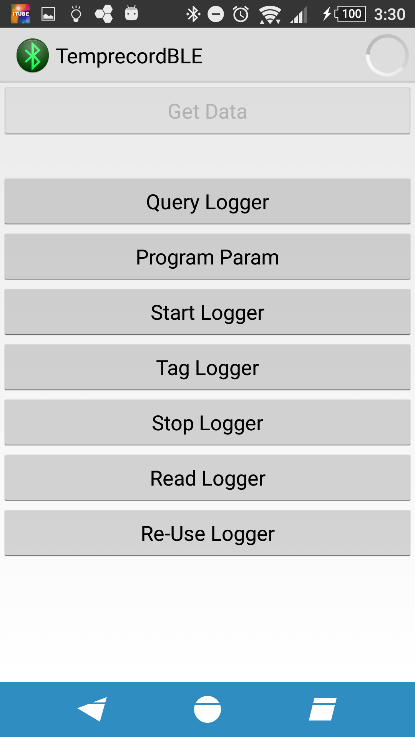 100 3:30
TemprecordBLE
Get Data
Query Logger
Program Param
Start Logger
Tag Logger
Stop Logger
Read Logger
Re-Use Logger